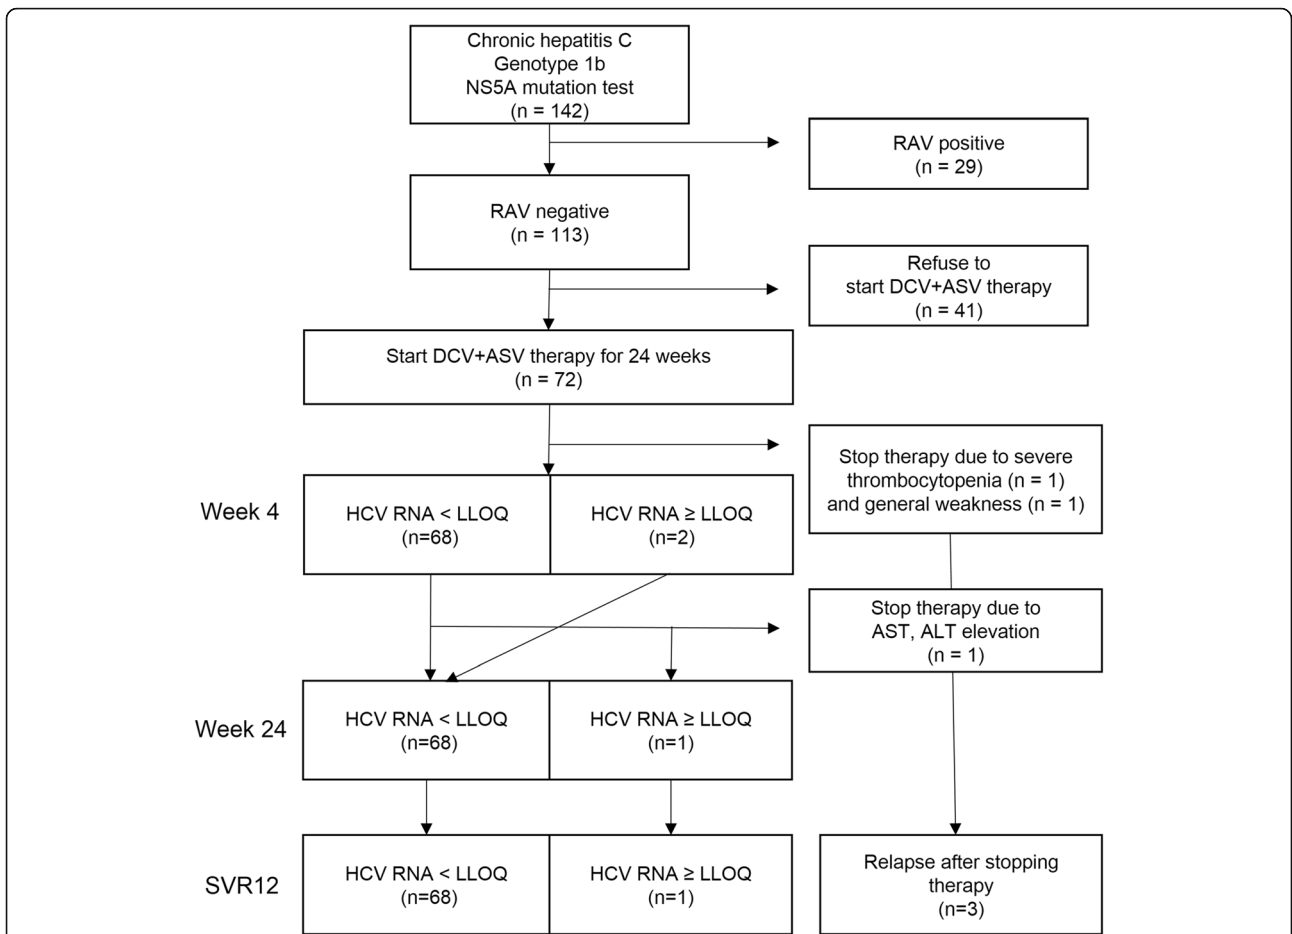 Chronic hepatitis C
Genotype 1b
NS5A mutation test
(n = 142)
RAV positive
(n = 29)
RAV negative
(n = 113)
Refuse to
start DCV+ASV therapy
(n = 41)
Start DCV+ASV therapy for 24 weeks
(n = 72)
Stop therapy due to severe
thrombocytopenia (n = 1)
and general weakness (n = 1)
Week 4
HCV RNA < LLOQ
(n=68)
HCV RNA ≥ LLOQ
(n=2)
Stop therapy due to
AST, ALT elevation
(n = 1)
Week 24
HCV RNA < LLOQ
(n=68)
HCV RNA ≥ LLOQ
(n=1)
SVR12
HCV RNA < LLOQ
(n=68)
HCV RNA ≥ LLOQ
(n=1)
Relapse after stopping
therapy
(n=3)